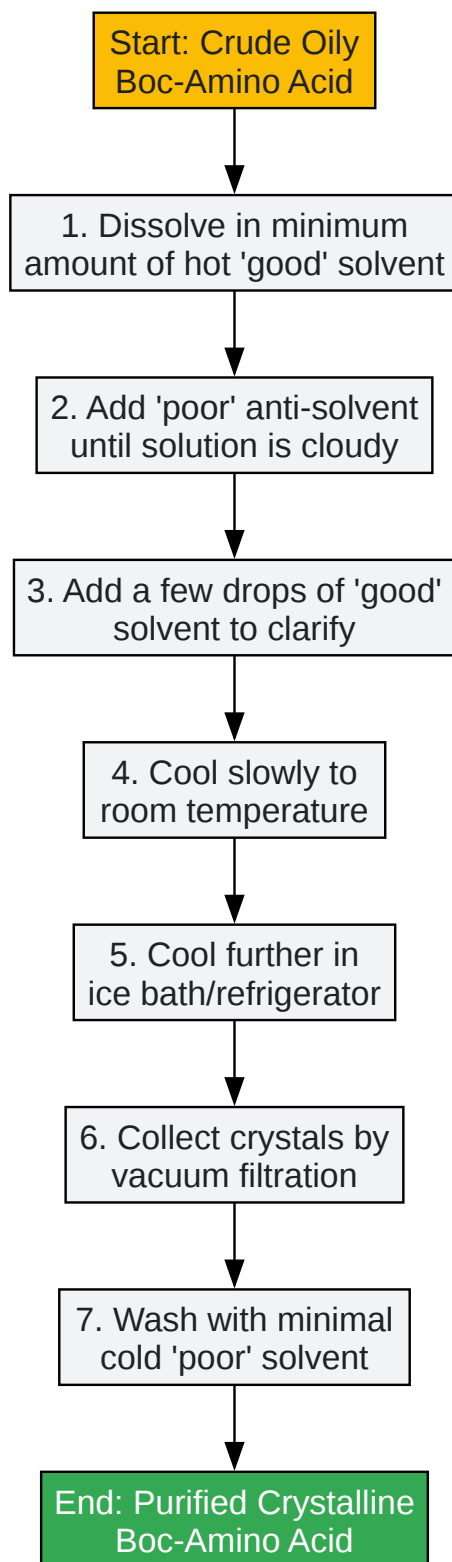 Start: Crude Oily
Boc-Amino Acid
1. Dissolve in minimum
amount of hot 'good' solvent
2. Add 'poor' anti-solvent
until solution is cloudy
3. Add a few drops of 'good'
solvent to clarify
4. Cool slowly to
room temperature
5. Cool further in
ice bath/refrigerator
6. Collect crystals by
vacuum filtration
7. Wash with minimal
cold 'poor' solvent
End: Purified Crystalline
Boc-Amino Acid